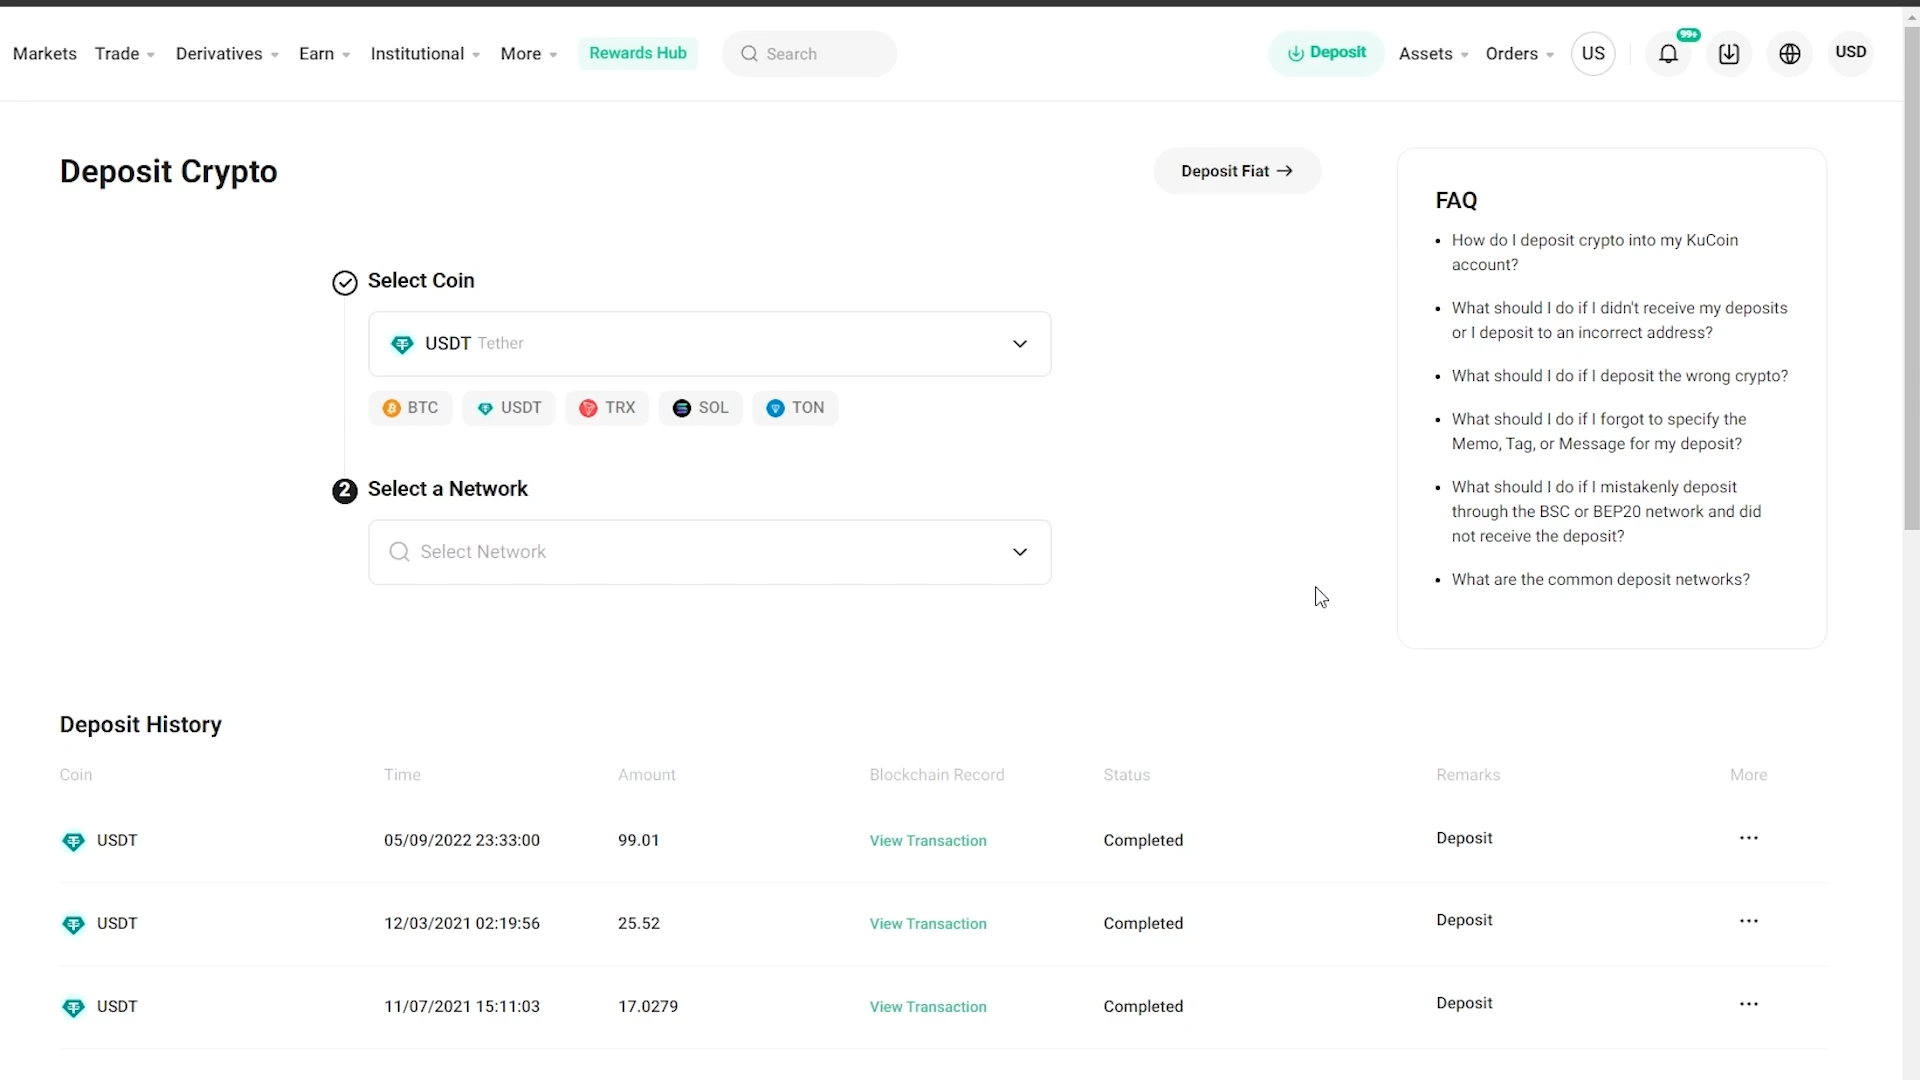 Markets Trade Derivatives Earn Institutional More Rewards Hub Search Deposit Assets Orders US 99+ USD
Deposit Crypto
Deposit Fiat →
Select Coin
USDT Tether
BTC USDT TRX SOL TON
2 Select a Network
Select Network
FAQ
• How do I deposit crypto into my KuCoin
account?
• What should I do if I didn't receive my deposits
or I deposit to an incorrect address?
• What should I do if I deposit the wrong crypto?
• What should I do if I forgot to specify the
Memo, Tag, or Message for my deposit?
• What should I do if I mistakenly deposit
through the BSC or BEP20 network and did
not receive the deposit?
• What are the common deposit networks?
Deposit History
Coin Time Amount Blockchain Record Status Remarks More
USDT 05/09/2022 23:33:00 99.01 View Transaction Completed Deposit ...
USDT 12/03/2021 02:19:56 25.52 View Transaction Completed Deposit ...
USDT 11/07/2021 15:11:03 17.0279 View Transaction Completed Deposit ...